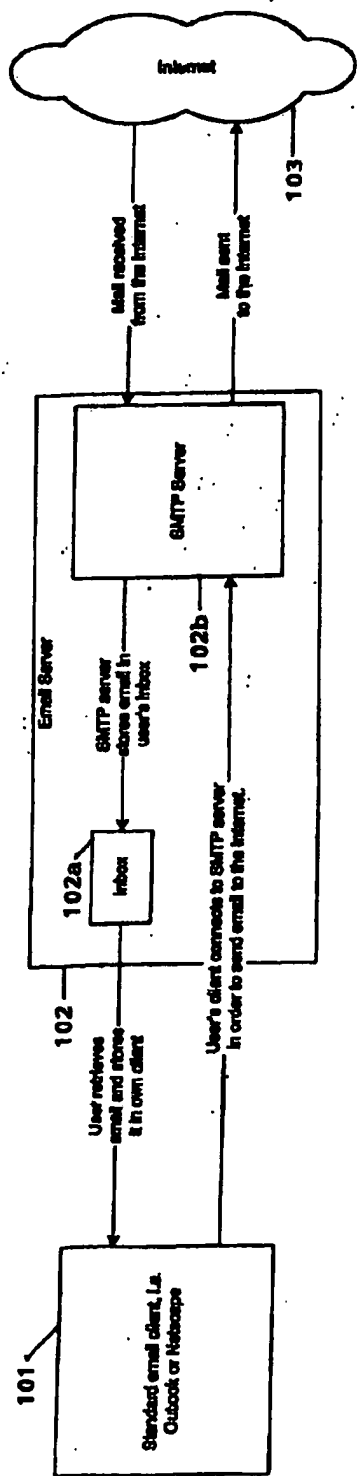 101
Standard email client, i.e.
Outlook or Netscape
User retrieves
email and stores
it in own client
User's client connects to SMTP server
in order to send email to the Internet.
102
Email Server
102a
Inbox
SMTP server
stores email in
user's inbox
102b
SMTP Server
Mail received
from the Internet
Mail sent
to the Internet
Internet
103